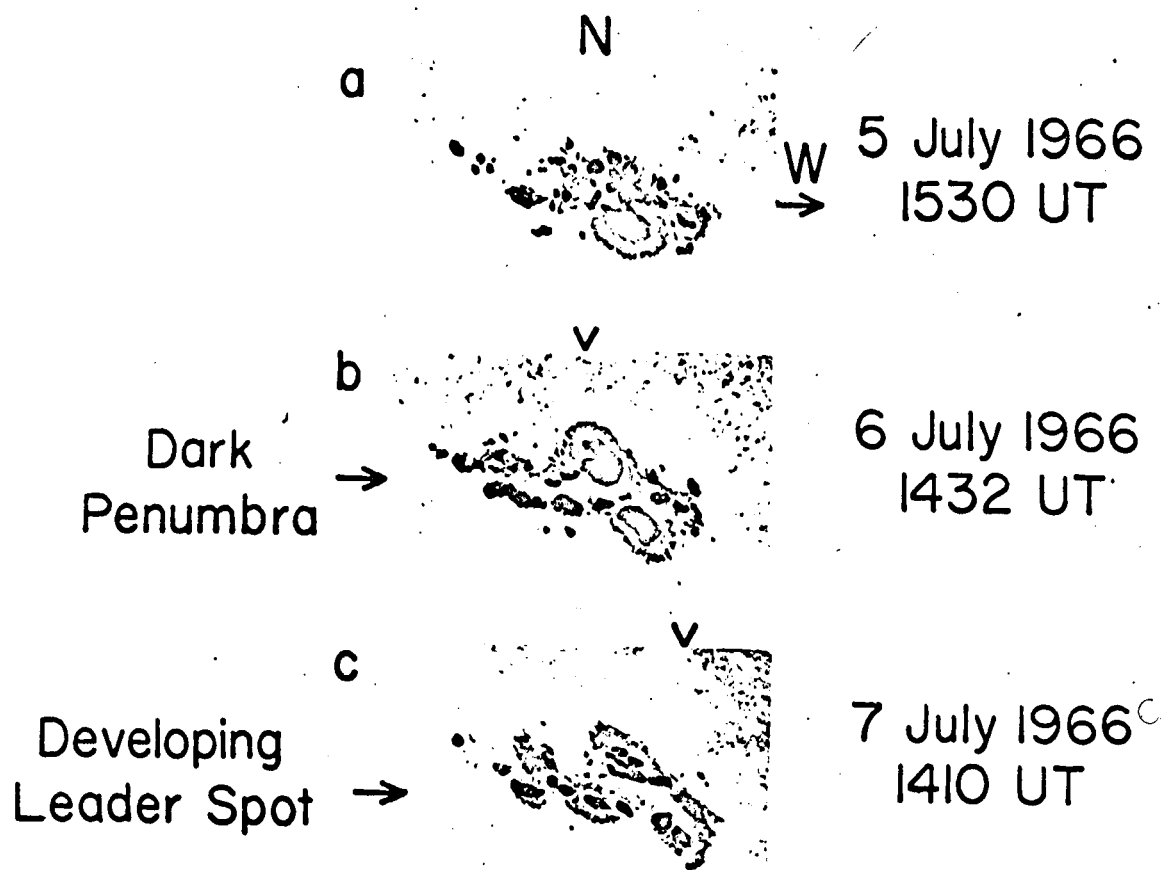 N
a
W
5 July 1966
1530 UT
b
Dark
Penumbra
6 July 1966
1432 UT
c
Developing
Leader Spot
7 July 1966
1410 UT